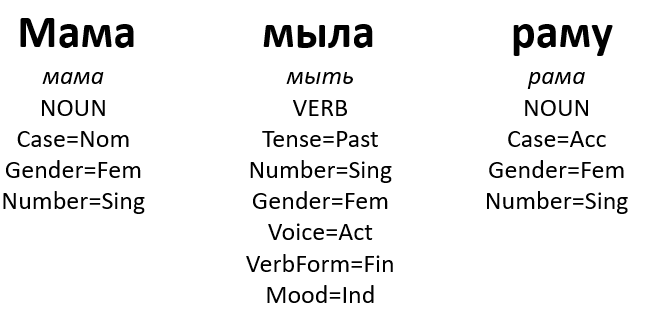 Мама мыла раму
мама мыть рама
NOUN VERB NOUN
Case=Nom Tense=Past Case=Acc
Gender=Fem Number=Sing Gender=Fem
Number=Sing Gender=Fem Number=Sing
Voice=Act
VerbForm=Fin
Mood=Ind